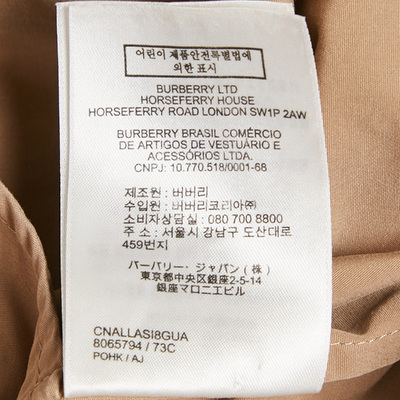 어린이 제품안전특별법에
의한 표시
BURBERRY LTD
HORSEFERRY HOUSE
HORSEFERRY ROAD LONDON SW1P 2AW
BURBERRY BRASIL COMÉRCIO
DE ARTIGOS DE VESTUÁRIO E
ACESSÓRIOS LTDA.
CNPJ: 10.770.518/0001-68
제조원 : 버버리
수입원 : 버버리코리아㈜
소비자상담실 : 080 700 8800
주 소 : 서울시 강남구 도산대로
459번지
バーバリー・ジャパン(株)
東京都中央区銀座2-5-14
銀座マロニエビル
CNALLASI8GUA
8065794 / 73C
POHK / AJ